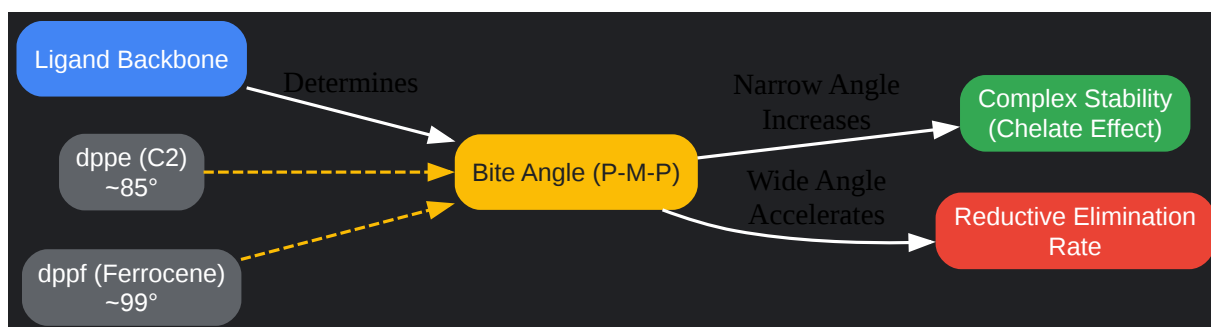 Ligand Backbone
Determines
dppe (C2)
~85°
dppf (Ferrocene)
~99°
Bite Angle (P-M-P)
Narrow Angle
Increases
Wide Angle
Accelerates
Complex Stability
(Chelate Effect)
Reductive Elimination
Rate